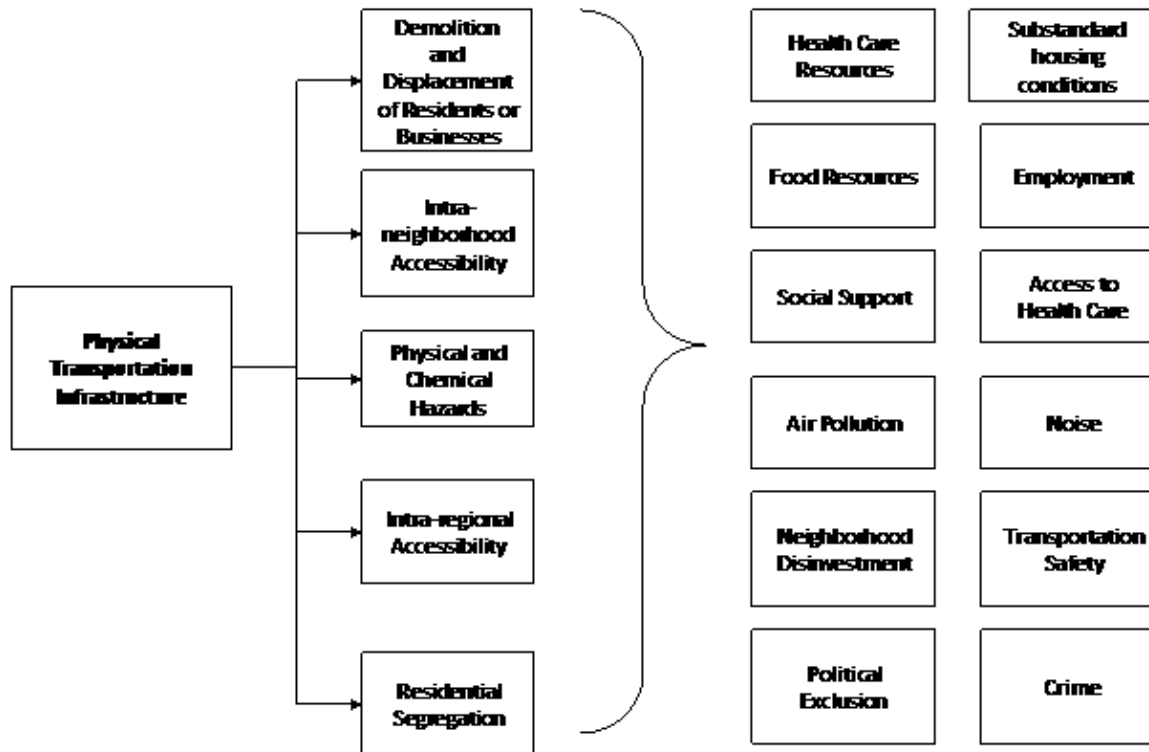 Physical
Transportation
Infrastructure
Demolition
and
Displacement
of Residents or
Businesses
Intra-
neighborhood
Accessibility
Physical and
Chemical
Hazards
Intra-regional
Accessibility
Residential
Segregation
Health Care
Resources
Substandard
housing
conditions
Food Resources
Employment
Social Support
Access to
Health Care
Air Pollution
Noise
Neighborhood
Disinvestment
Transportation
Safety
Political
Exclusion
Crime